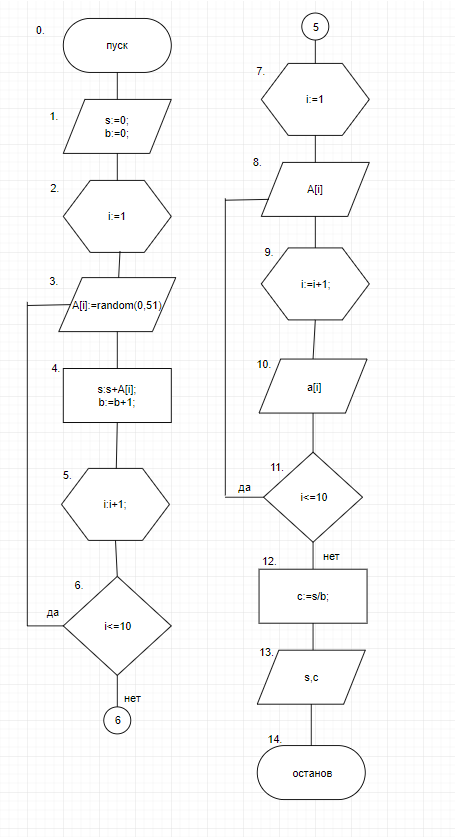 0.
пуск
1.
s:=0;
b:=0;
2.
i:=1
3.
A[i]:=random(0,51)
4.
s:s+A[i];
b:=b+1;
5.
i:i+1;
6.
i<=10
да
нет
6
5
7.
i:=1
8.
A[i]
9.
i:=i+1;
10.
a[i]
11.
i<=10
да
нет
12.
c:=s/b;
13.
s,c
14.
останов